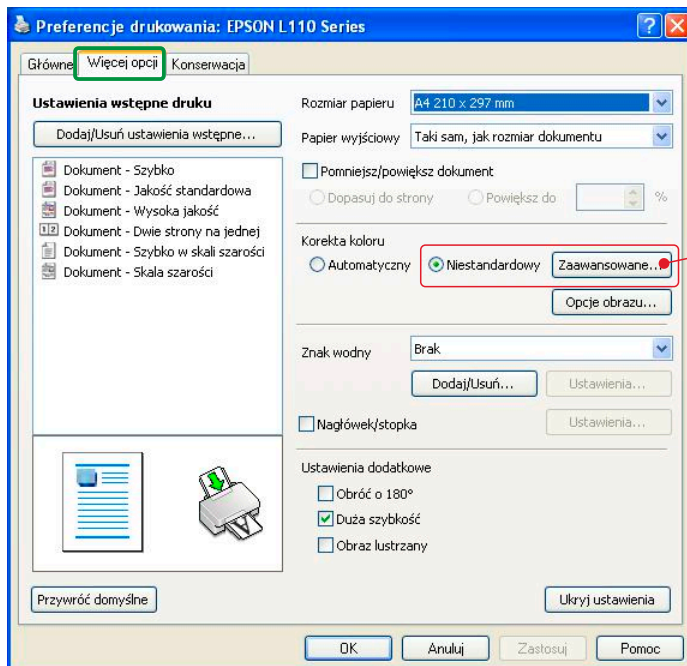 Preferencje drukowania: EPSON L110 Series
Główne Więcej opcji Konserwacja
Ustawienia wstępne druku
Dodaj/Usuń ustawienia wstępne...
Dokument - Szybko
Dokument - Jakość standardowa
Dokument - Wysoka jakość
Dokument - Dwie strony na jednej
Dokument - Szybko w skali szarości
Dokument - Skala szarości
Rozmiar papieru A4 210 x 297 mm
Papier wyjściowy Taki sam, jak rozmiar dokumentu
Pomniejsz/powiększ dokument
Dopasuj do strony Powiększ do %
Korekta koloru
Automatyczny Niestandardowy Zaawansowane...
Opcje obrazu...
Znak wodny Brak
Dodaj/Usuń... Ustawienia...
Nagłówek/stopka Ustawienia...
Ustawienia dodatkowe
Obróć o 180°
Duża szybkość
Obraz lustrzany
Przywróć domyślne Ukryj ustawienia
OK Anuluj Zastosuj Pomoc